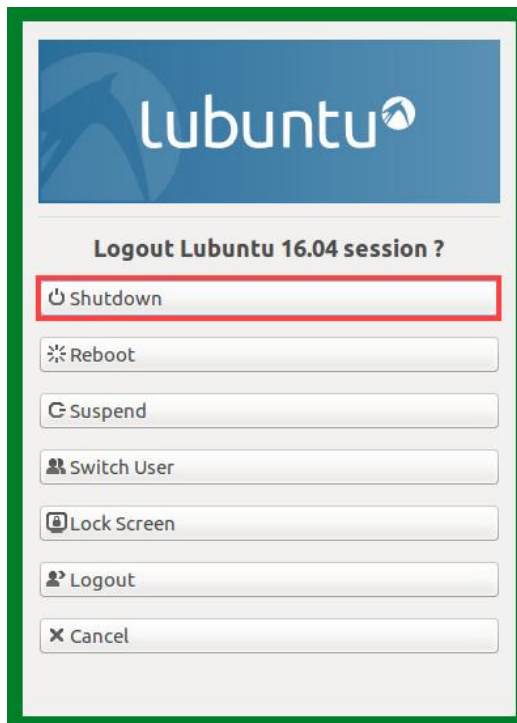 lubuntu
Logout Lubuntu 16.04 session ?
Shutdown
Reboot
Suspend
Switch User
Lock Screen
Logout
Cancel